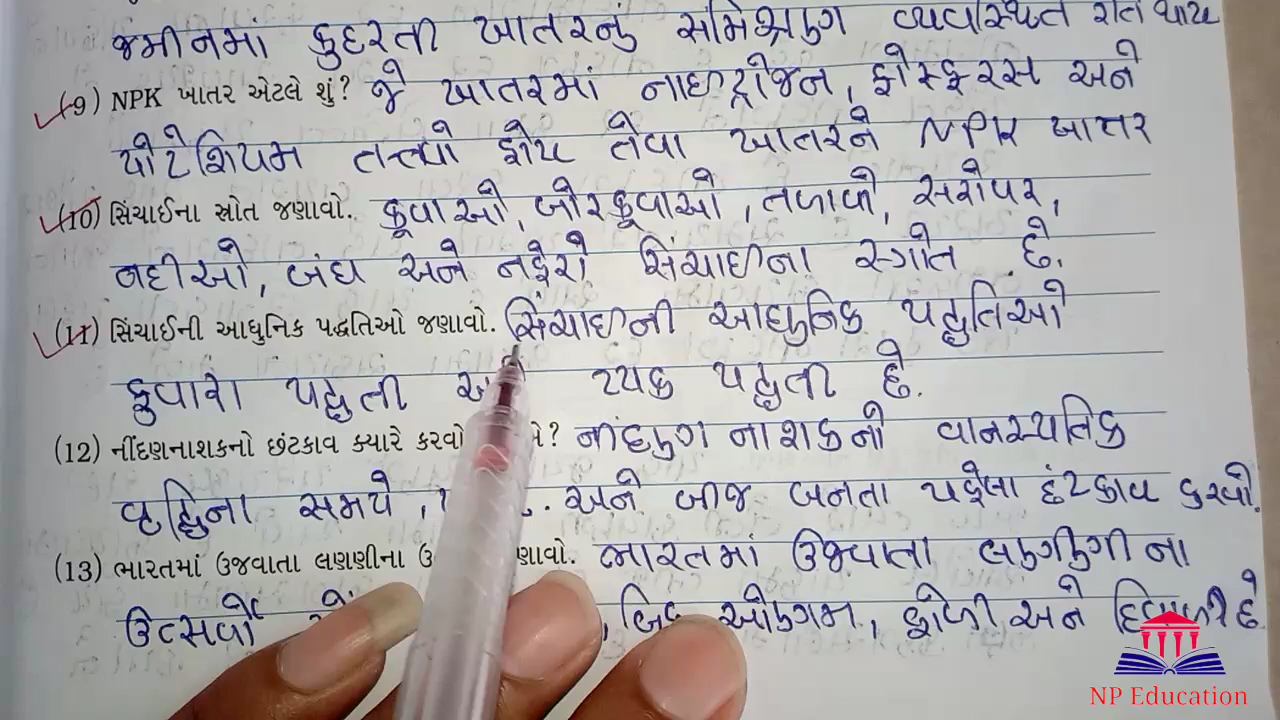 જમીનમાં કુદરતી ખાતરનું સંમિશ્રણ વ્યવસ્થિત રીતે થાય
(9) NPK ખાતર એટલે શું? જે ખાતરમાં નાઇટ્રોજન, ફોસ્ફરસ અને
પોટેશિયમ તત્ત્વો હોય તેવા ખાતરને NPK ખાતર
(10) સિંચાઈના સ્રોત જણાવો. કૂવાઓ, બોરકૂવાઓ, તળાવો, સરોવર,
નદીઓ, બંધ અને નહેરો સિંચાઈના સ્ત્રોત છે.
(11) સિંચાઈની આધુનિક પદ્ધતિઓ જણાવો. સિંચાઈની આધુનિક પદ્ધતિઓ
ફુવારા પદ્ધતી ટપક પદ્ધતી છે.
(12) નીંદણનાશકનો છંટકાવ ક્યારે કરવો નીંદણ નાશકનો વાનસ્પતિક
વૃદ્ધિના સમયે, અને બીજ બનતા પહેલા છંટકાવ કરવો.
(13) ભારતમાં ઉજવાતા લણણીના ભારતમાં ઉજવાતા લણણીના
ઉત્સવો ઓણમ, હોળી અને દિવાળી છે
NP Education